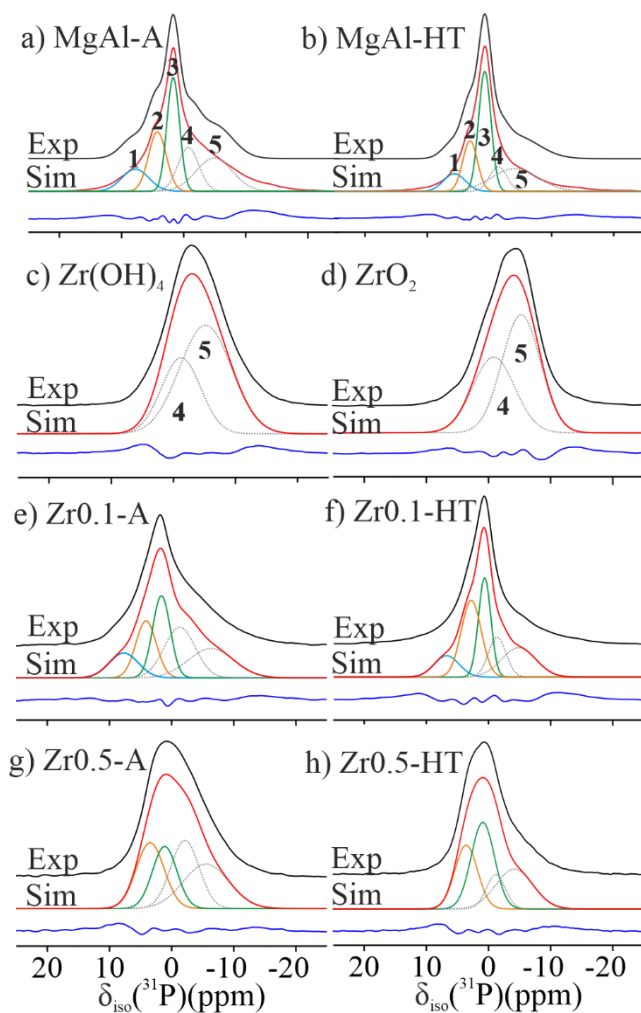 a) MgAl-A
b) MgAl-HT
3
2
4
1
5
Exp
Sim
2
3
4
1
5
Exp
Sim
c) Zr(OH)₄
d) ZrO₂
5
4
Exp
Sim
5
4
Exp
Sim
e) Zr0.1-A
f) Zr0.1-HT
Exp
Sim
Exp
Sim
g) Zr0.5-A
h) Zr0.5-HT
Exp
Sim
Exp
Sim
20 10 0 -10 -20
20 10 0 -10 -20
δiso(³¹P)(ppm)
δiso(³¹P)(ppm)